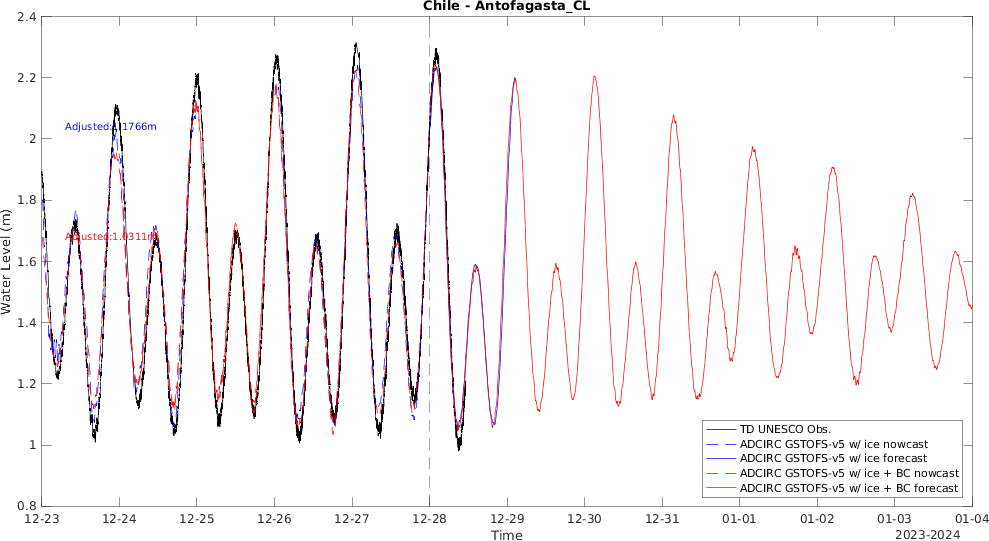 Chile - Antofagasta_CL
2.4
2.2
2
1.8
1.6
1.4
1.2
1
0.8
Water Level (m)
Adjusted:
1766m
Adjusted:1.0311m
TD UNESCO Obs.
ADCIRC GSTOFS-v5 w/ ice nowcast
ADCIRC GSTOFS-v5 w/ ice forecast
ADCIRC GSTOFS-v5 w/ ice + BC nowcast
ADCIRC GSTOFS-v5 w/ ice + BC forecast
12-23 12-24 12-25 12-26 12-27 12-28 12-29 12-30 12-31 01-01 01-02 01-03 01-04
Time
2023-2024